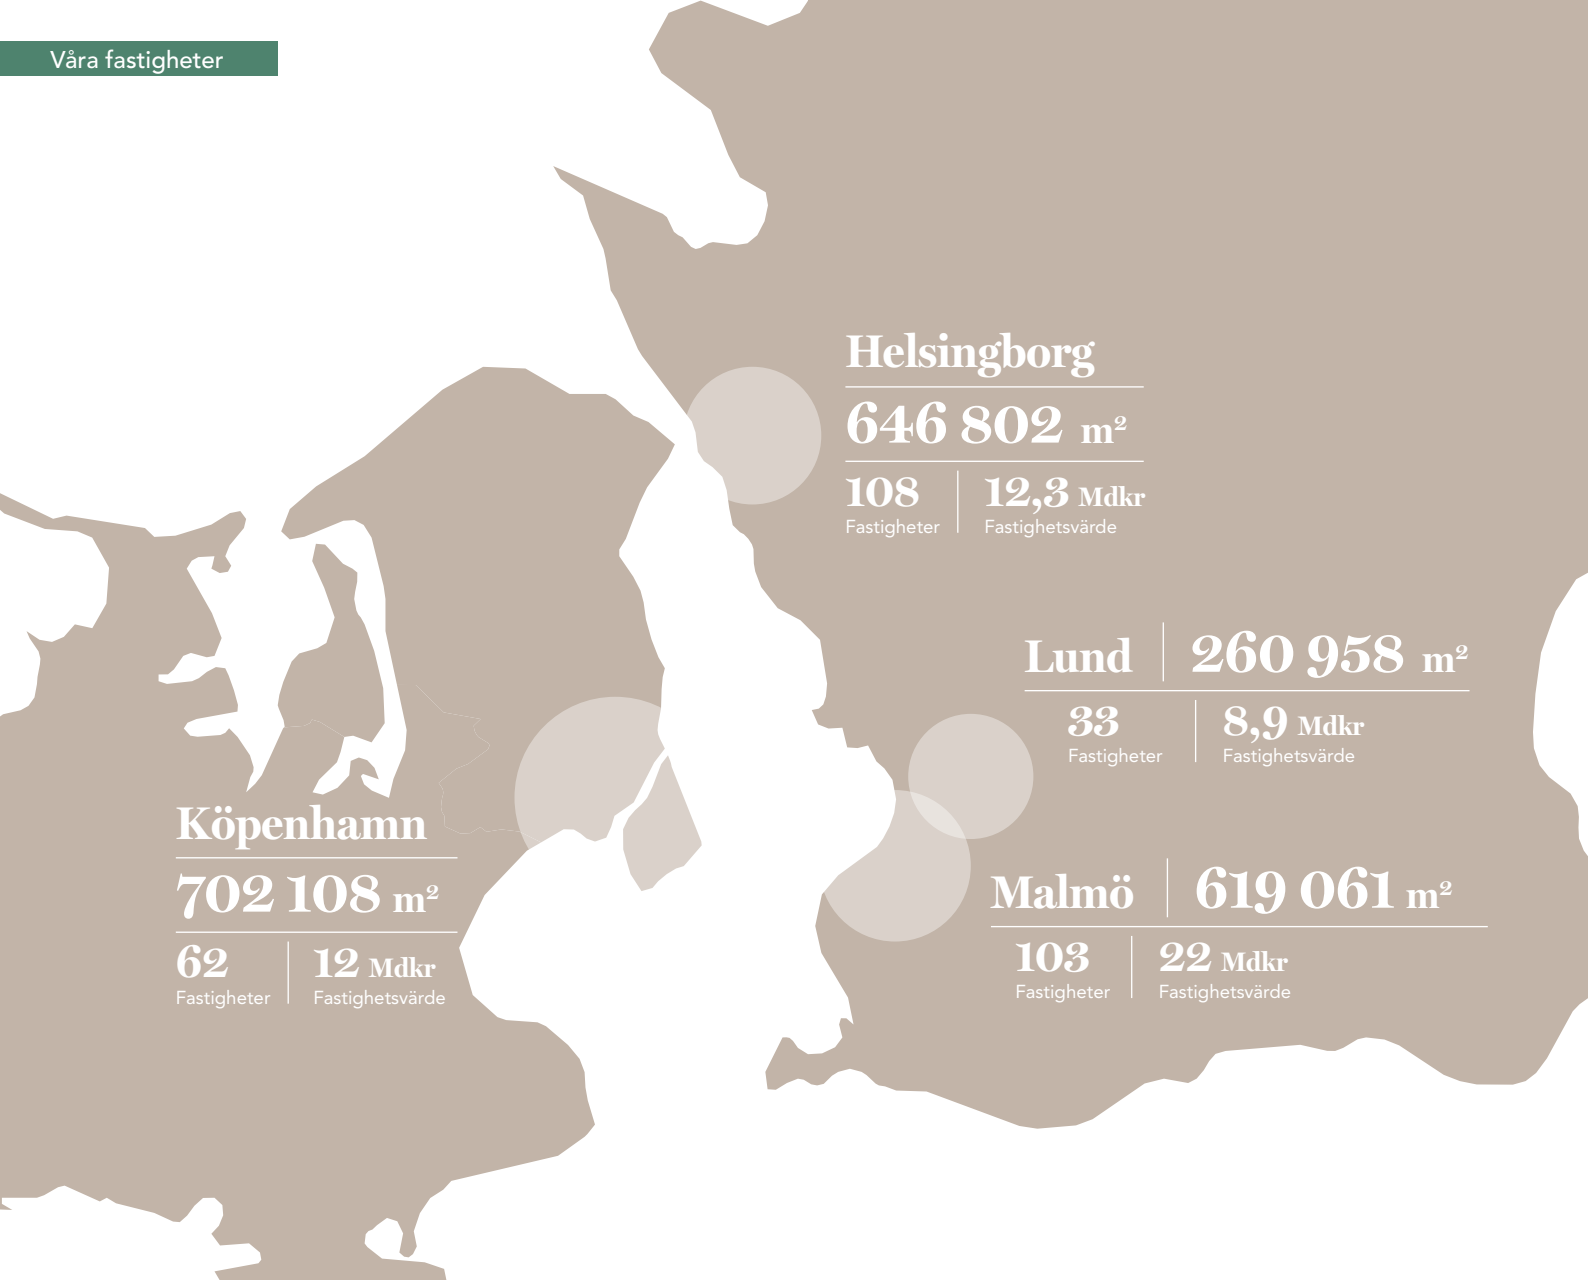 Våra fastigheter
Helsingborg
646 802 m²
108 12,3 Mdkr
Fastigheter Fastighetsvärde
Lund 260 958 m²
33 8,9 Mdkr
Fastigheter Fastighetsvärde
Köpenhamn
702 108 m²
62 12 Mdkr
Fastigheter Fastighetsvärde
Malmö 619 061 m²
103 22 Mdkr
Fastigheter Fastighetsvärde